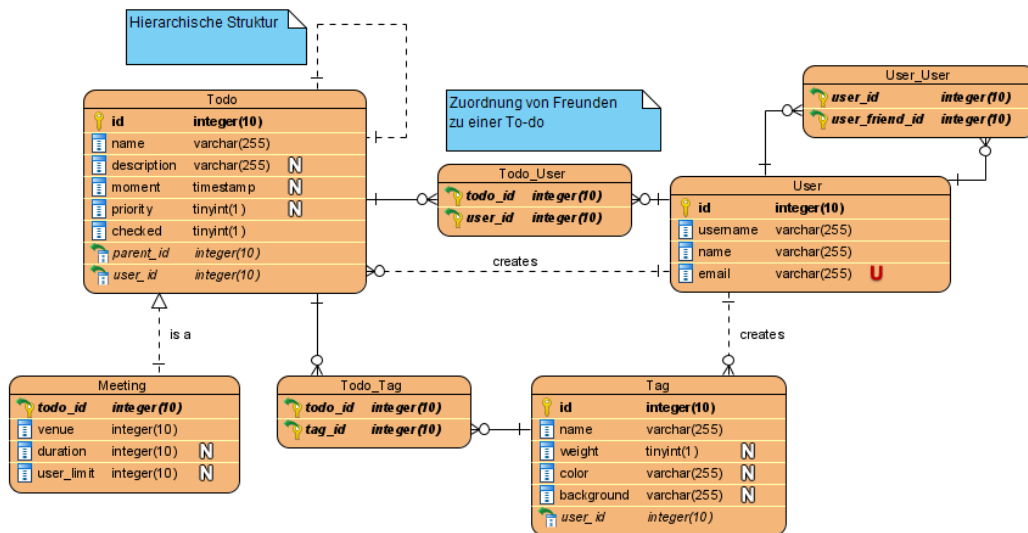 Hierarchische Struktur
Todo
id integer(10)
name varchar(255)
description varchar(255) N
moment timestamp N
priority tinyint(1) N
checked tinyint(1)
parent_id integer(10)
user_id integer(10)
Zuordnung von Freunden
zu einer To-do
Todo_User
todo_id integer(10)
user_id integer(10)
User_User
user_id integer(10)
user_friend_id integer(10)
User
id integer(10)
username varchar(255)
name varchar(255)
email varchar(255) U
creates
is a
creates
Meeting
todo_id integer(10)
venue integer(10)
duration integer(10) N
user_limit integer(10) N
Todo_Tag
todo_id integer(10)
tag_id integer(10)
Tag
id integer(10)
name varchar(255)
weight tinyint(1) N
color varchar(255) N
background varchar(255) N
user_id integer(10)